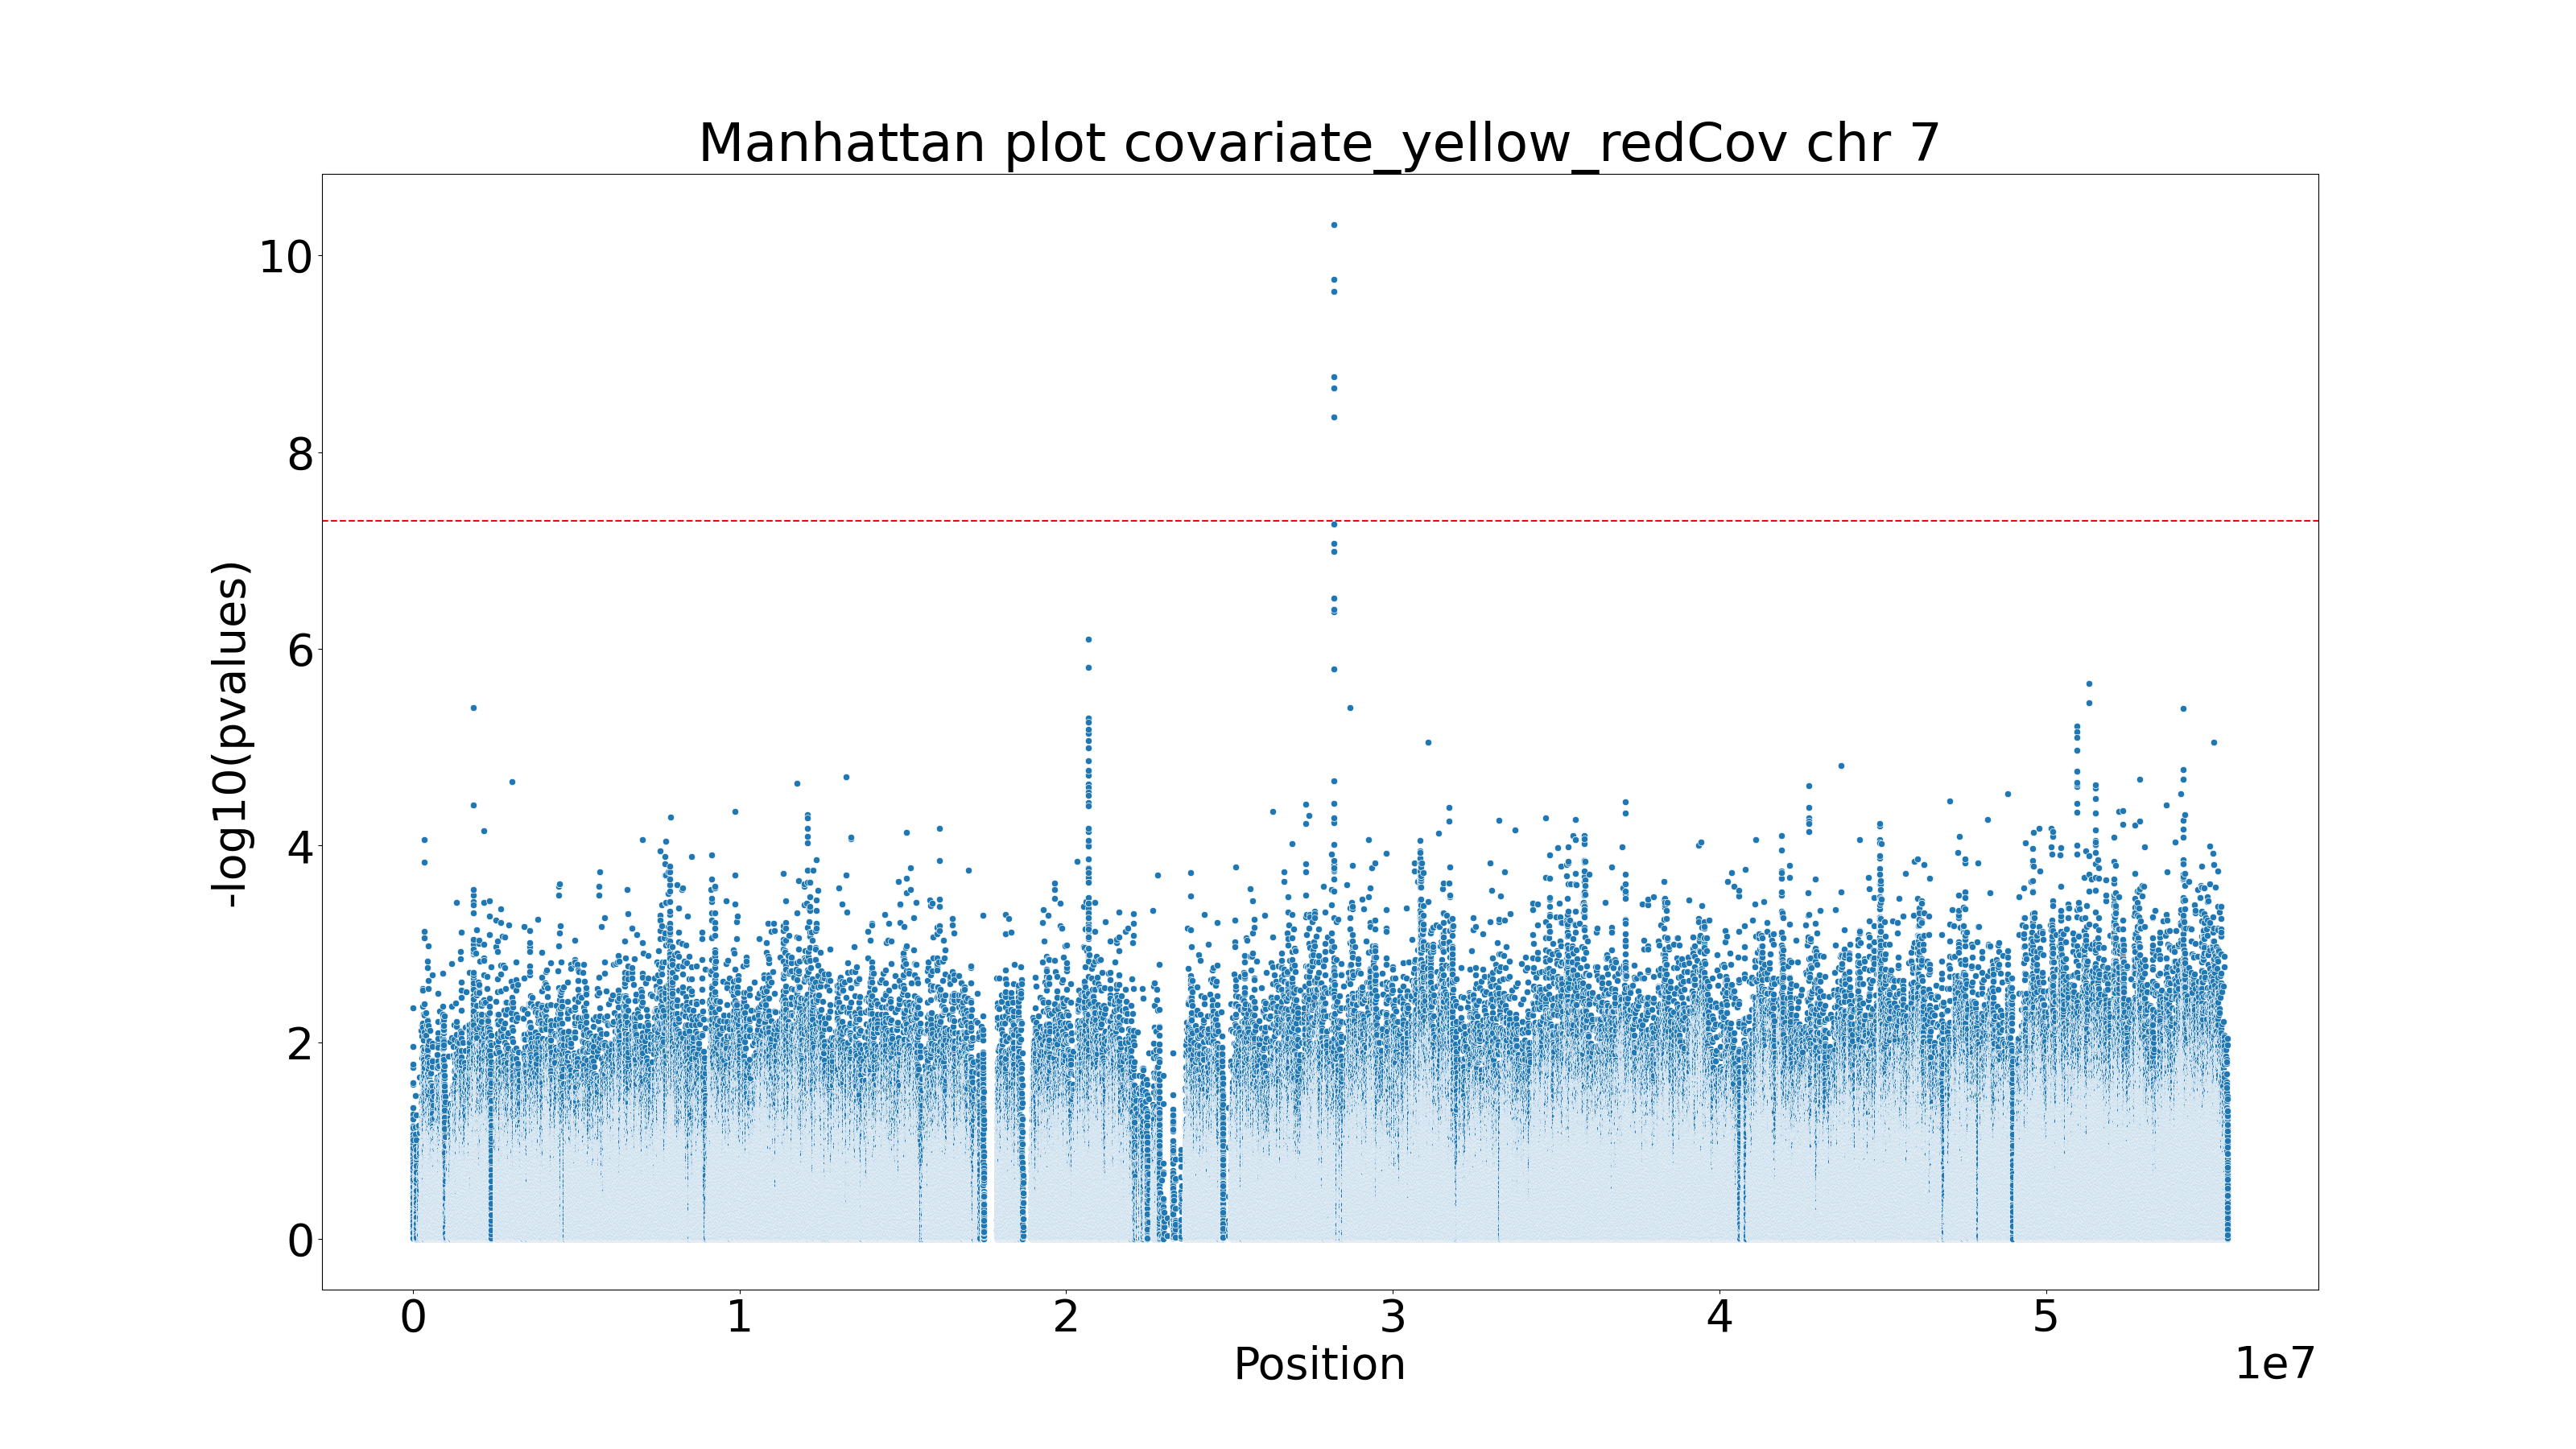 Manhattan plot covariate_yellow_redCov chr 7
-log10(pvalues)
10
8
6
4
2
0
0 1 2 3 4 5
Position
1e7